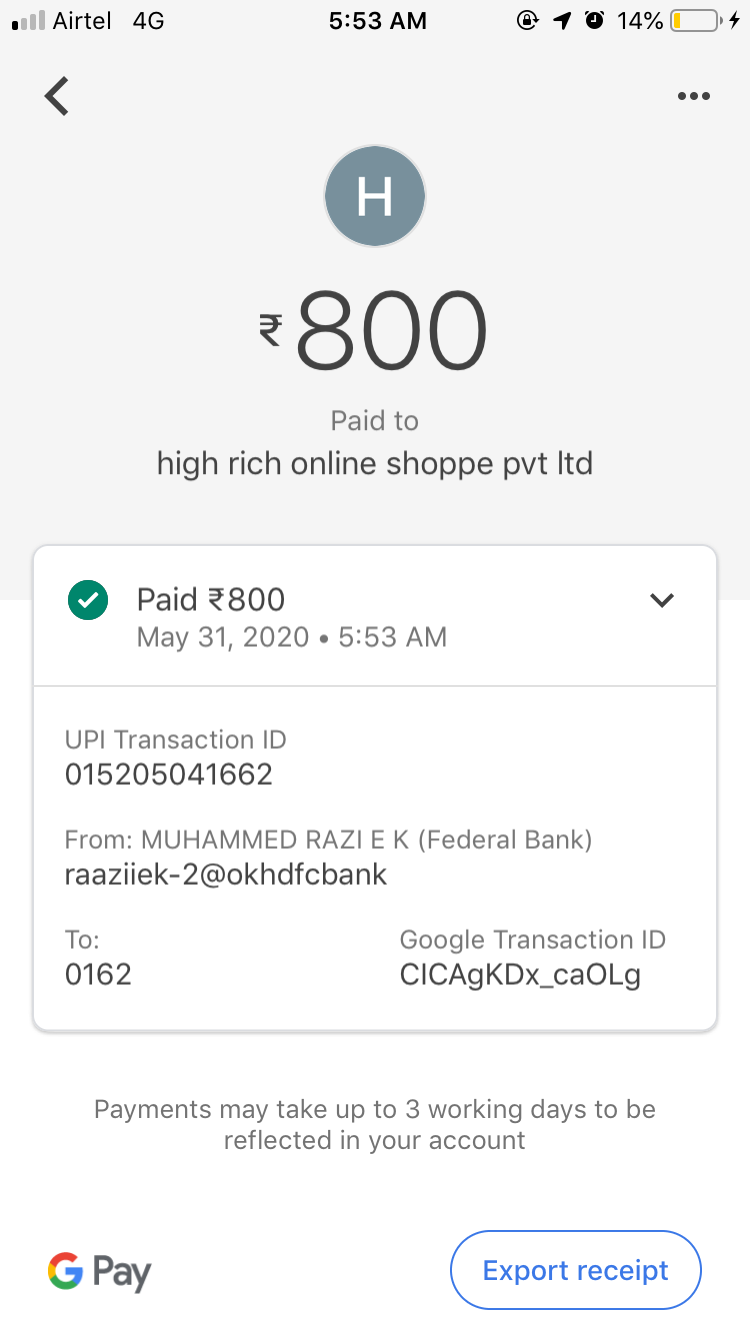 Airtel 4G 5:53 AM 14%
H
₹800
Paid to
high rich online shoppe pvt ltd
Paid ₹800
May 31, 2020 • 5:53 AM
UPI Transaction ID
015205041662
From: MUHAMMED RAZI E K (Federal Bank)
raaziiek-2@okhdfcbank
To:
0162
Google Transaction ID
CICAgKDx_caOLg
Payments may take up to 3 working days to be
reflected in your account
G Pay
Export receipt